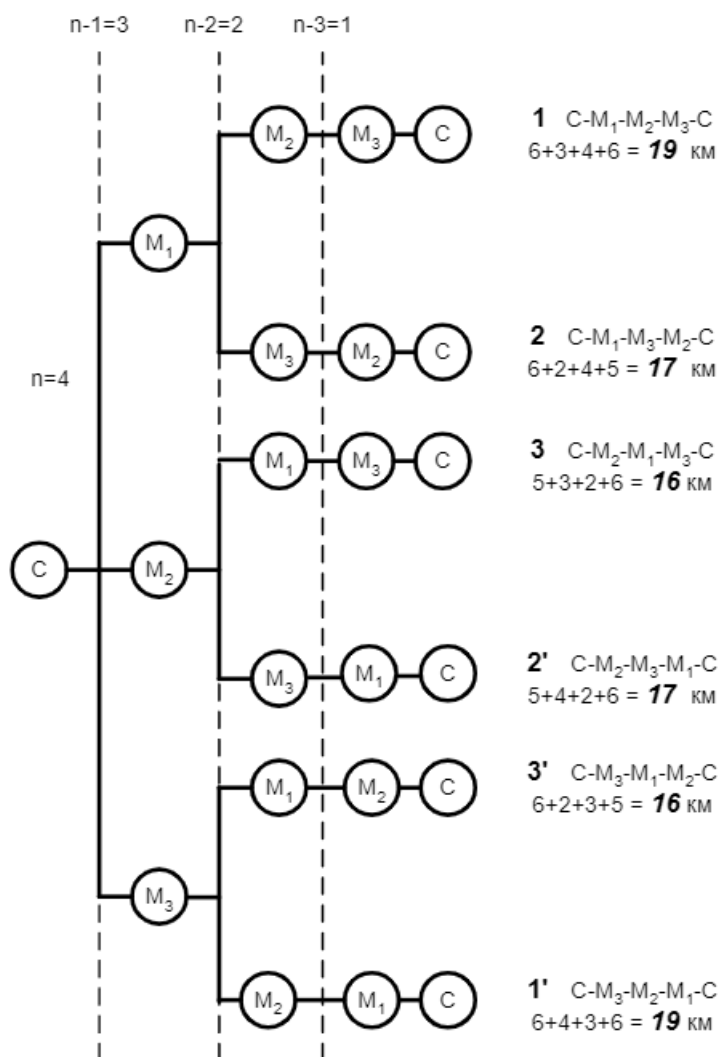 n-1=3 n-2=2 n-3=1
M₂ M₃ C
1 C-M₁-M₂-M₃-C
6+3+4+6 = 19 км
M₁
M₃ M₂ C
2 C-M₁-M₃-M₂-C
6+2+4+5 = 17 км
n=4
M₁ M₃ C
3 C-M₂-M₁-M₃-C
5+3+2+6 = 16 км
C M₂
M₃ M₁ C
2' C-M₂-M₃-M₁-C
5+4+2+6 = 17 км
M₁ M₂ C
3' C-M₃-M₁-M₂-C
6+2+3+5 = 16 км
M₃
M₂ M₁ C
1' C-M₃-M₂-M₁-C
6+4+3+6 = 19 км